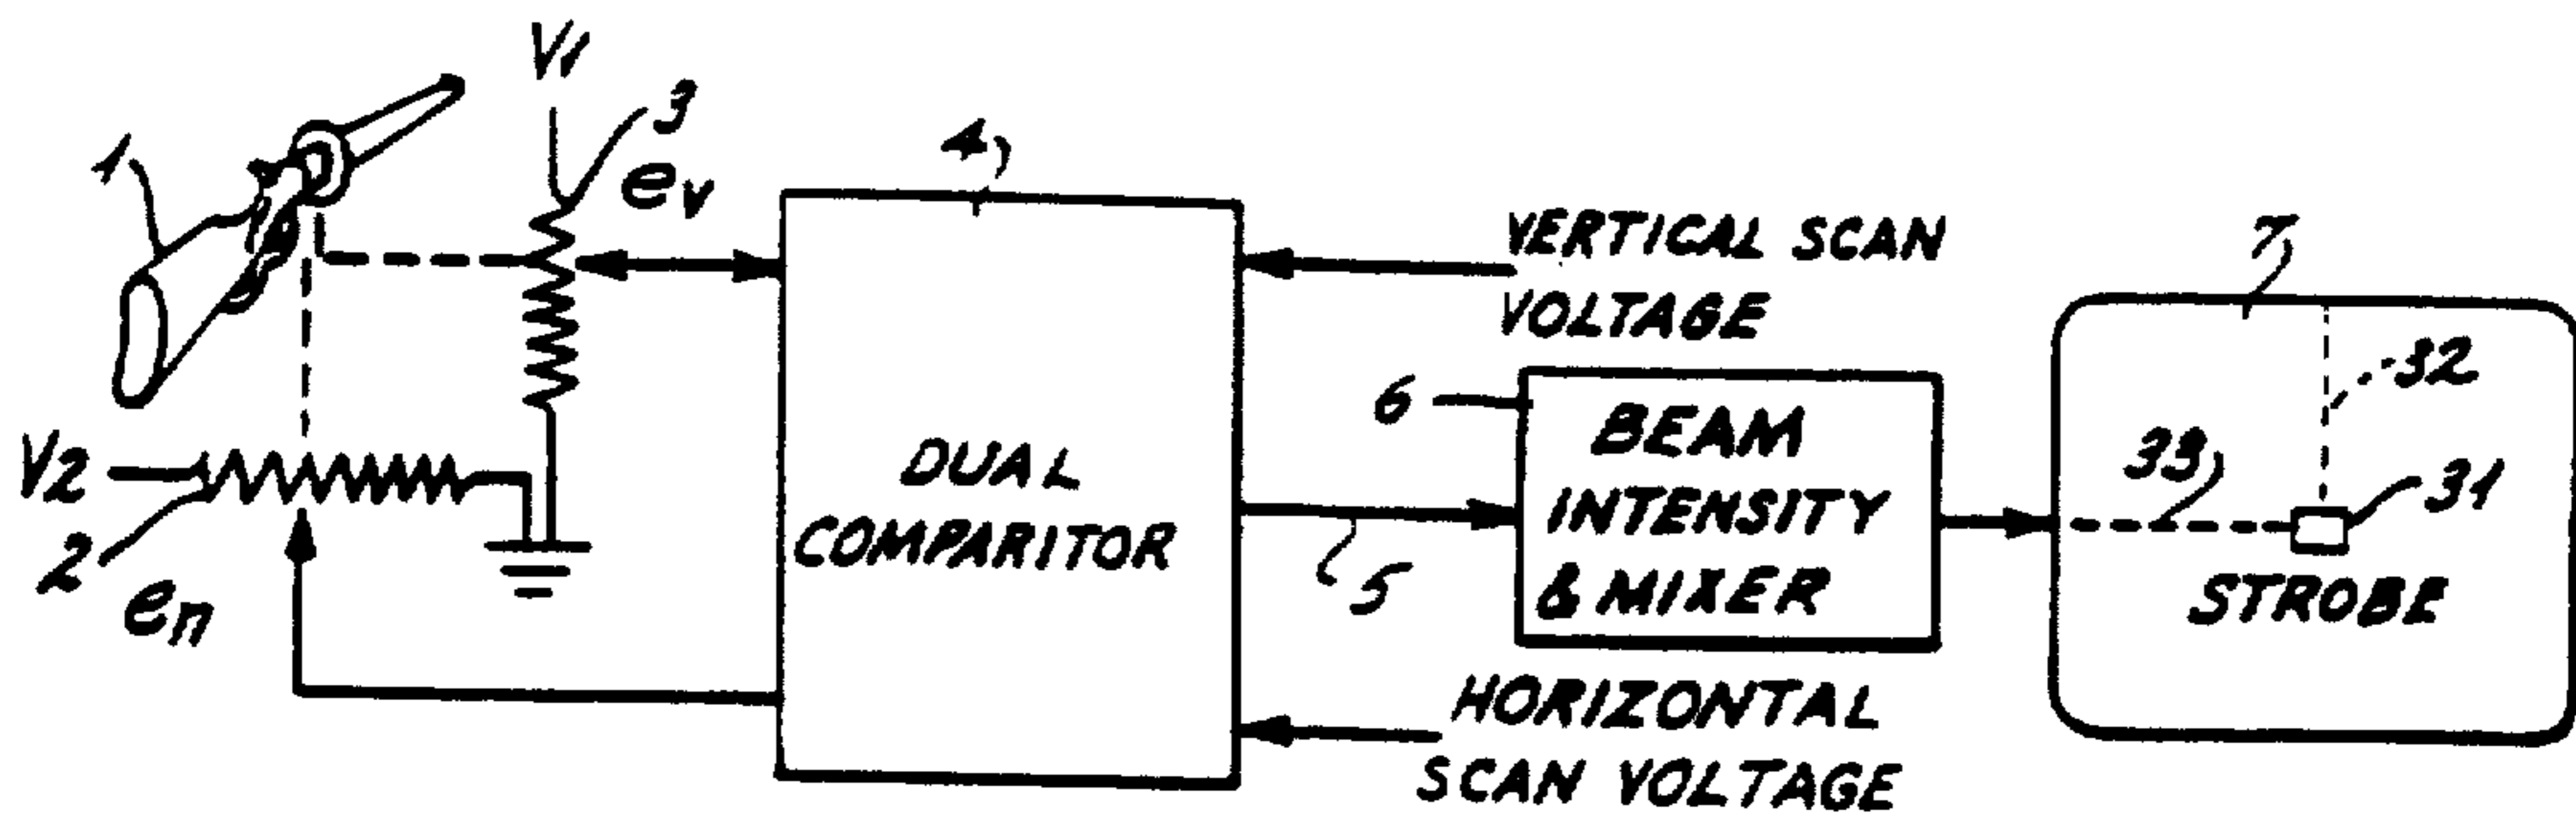 V1
1
3
ev
4
VERTICAL SCAN
VOLTAGE
7
32
6
BEAM
INTENSITY
& MIXER
33
31
STROBE
V2
2
en
DUAL
COMPARITOR
5
HORIZONTAL
SCAN VOLTAGE